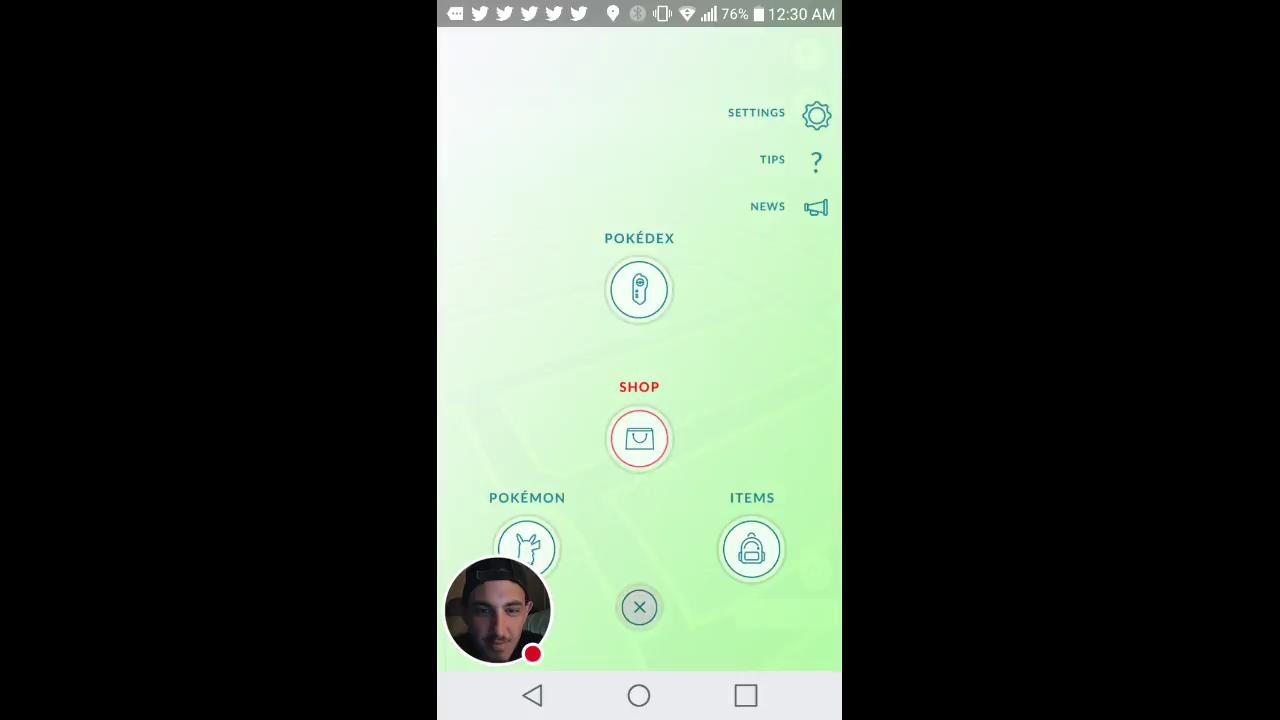 76% 12:30 AM
SETTINGS
TIPS
?
NEWS
POKÉDEX
SHOP
POKÉMON
ITEMS